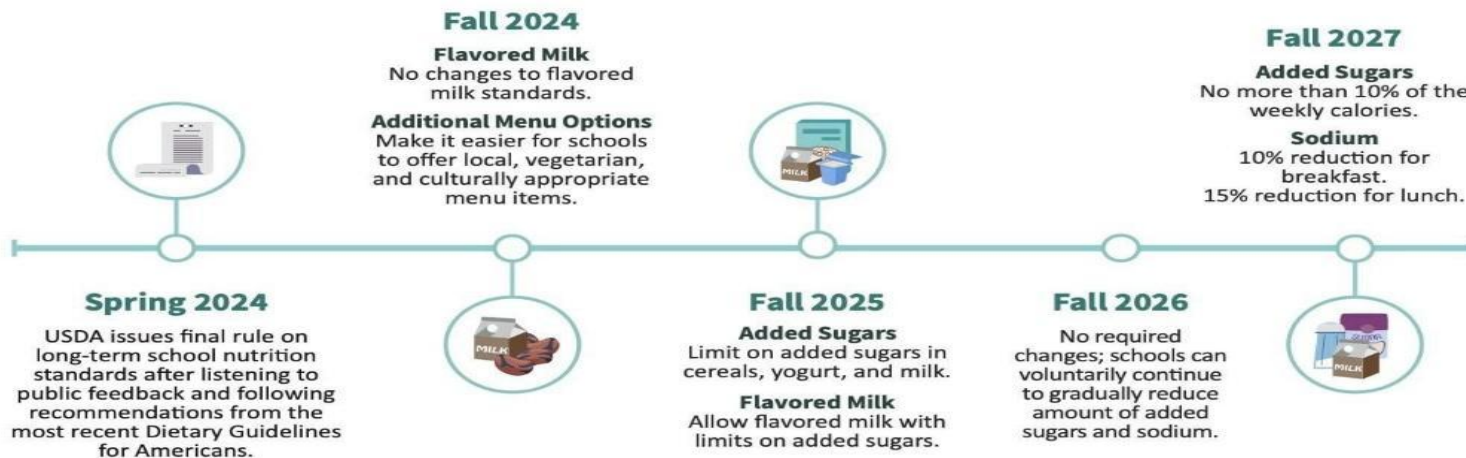 Spring 2024
USDA issues final rule on
long-term school nutrition
standards after listening to
public feedback and following
recommendations from the
most recent Dietary Guidelines
for Americans.
Fall 2024
Flavored Milk
No changes to flavored
milk standards.
Additional Menu Options
Make it easier for schools
to offer local, vegetarian,
and culturally appropriate
menu items.
MILK
Fall 2025
Added Sugars
Limit on added sugars in
cereals, yogurt, and milk.
Flavored Milk
Allow flavored milk with
limits on added sugars.
MILK
Fall 2026
No required
changes; schools can
voluntarily continue
to gradually reduce
amount of added
sugars and sodium.
Fall 2027
Added Sugars
No more than 10% of the
weekly calories.
Sodium
10% reduction for
breakfast.
15% reduction for lunch.
MILK